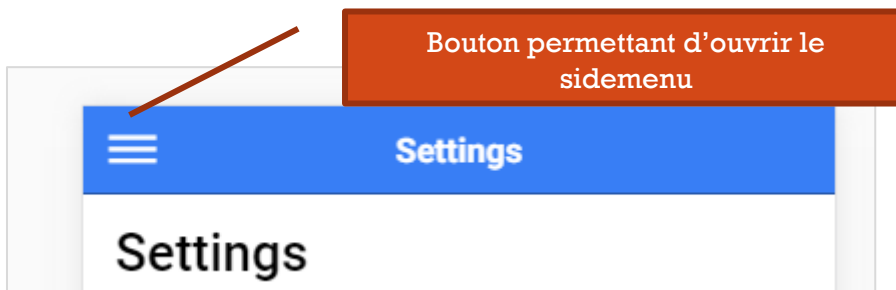 Bouton permettant d’ouvrir le
sidemenu
Settings
Settings